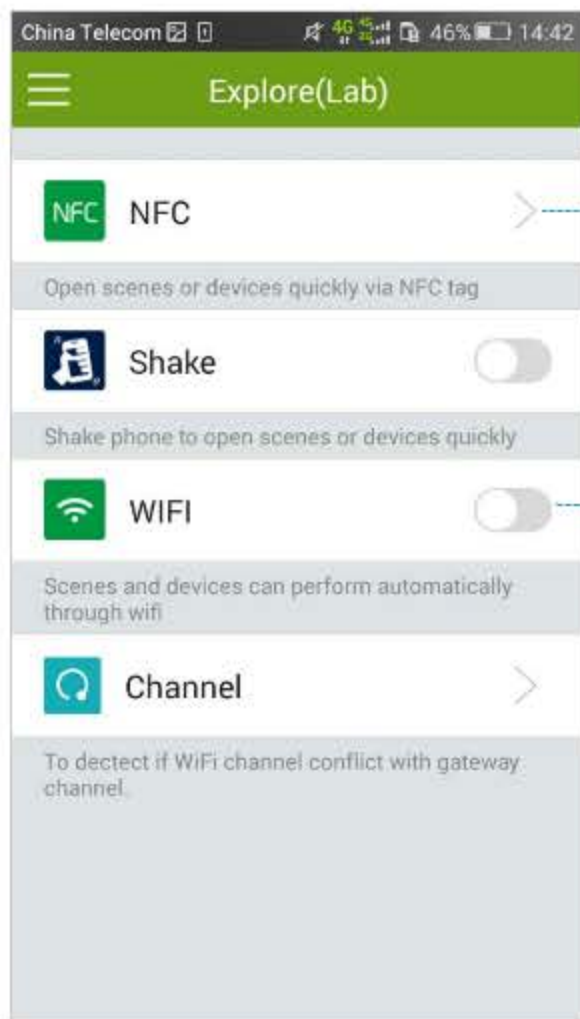 China Telecom 4G 46% 14:42
Explore(Lab)
NFC NFC
Open scenes or devices quickly via NFC tag
Shake
Shake phone to open scenes or devices quickly
WIFI
Scenes and devices can perform automatically
through wifi
Channel
To dectect if WiFi channel conflict with gateway
channel.